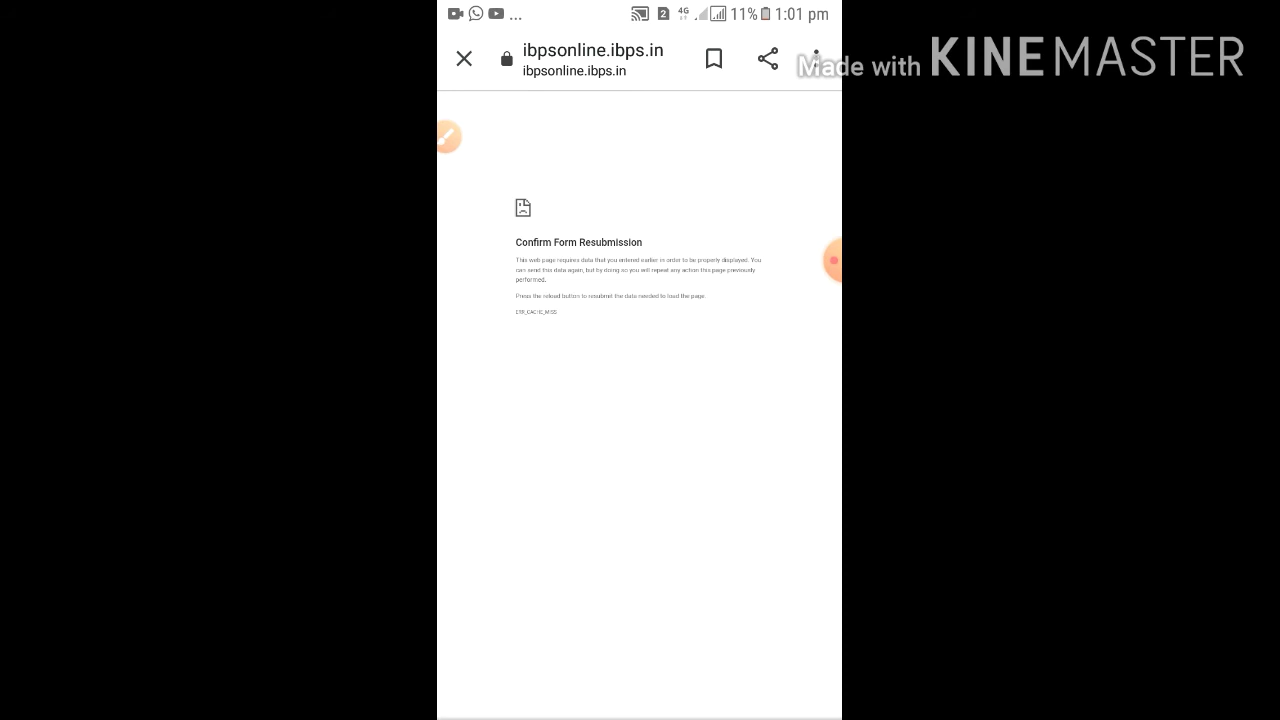 ... 2 4G 11% 1:01 pm
ibpsonline.ibps.in
ibpsonline.ibps.in
Made with KINEMASTER
Confirm Form Resubmission
This web page requires data that you entered earlier in order to be properly displayed. You
can send this data again, but by doing so you will repeat any action this page previously
performed.
Press the reload button to resubmit the data needed to load the page.
ERR_CACHE_MISS